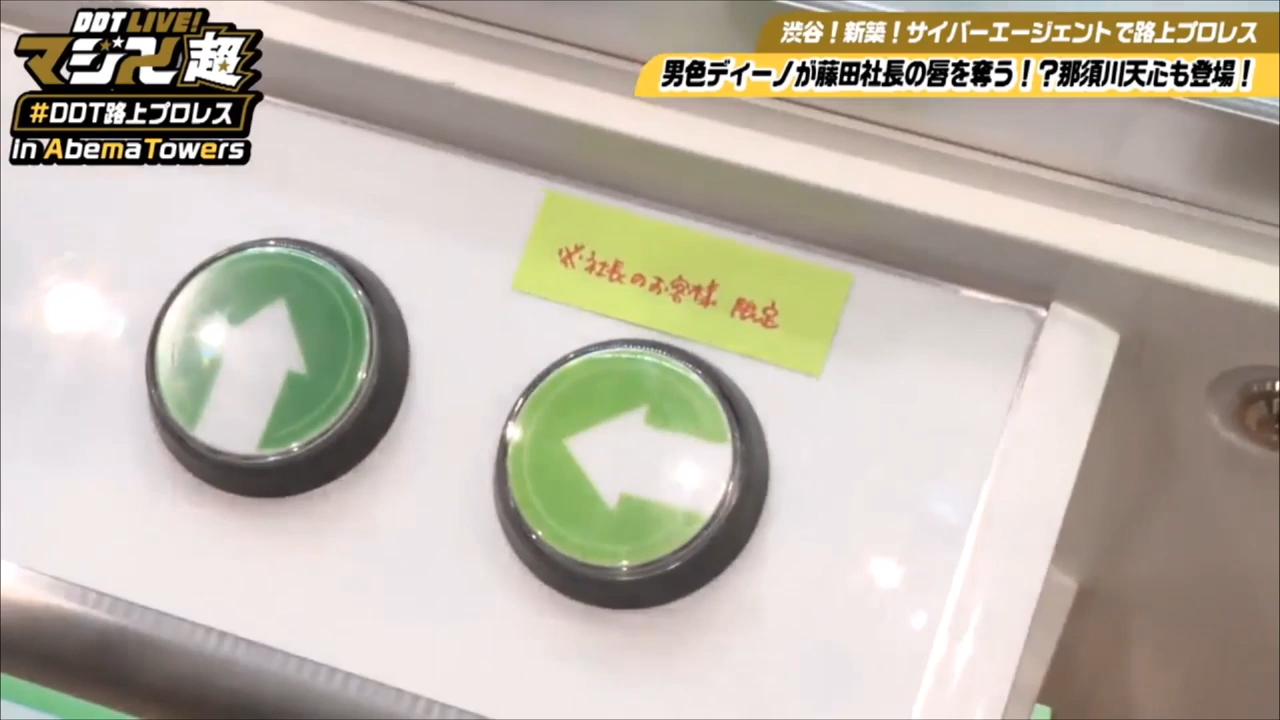 DDT LIVE!
マジ卍超
#DDT路上プロレス
In AbemaTowers
渋谷!新築!サイバーエージェントで路上プロレス
男色ディーノが藤田社長の唇を奪う!?那須川天心も登場!
※社長のお客様 限定